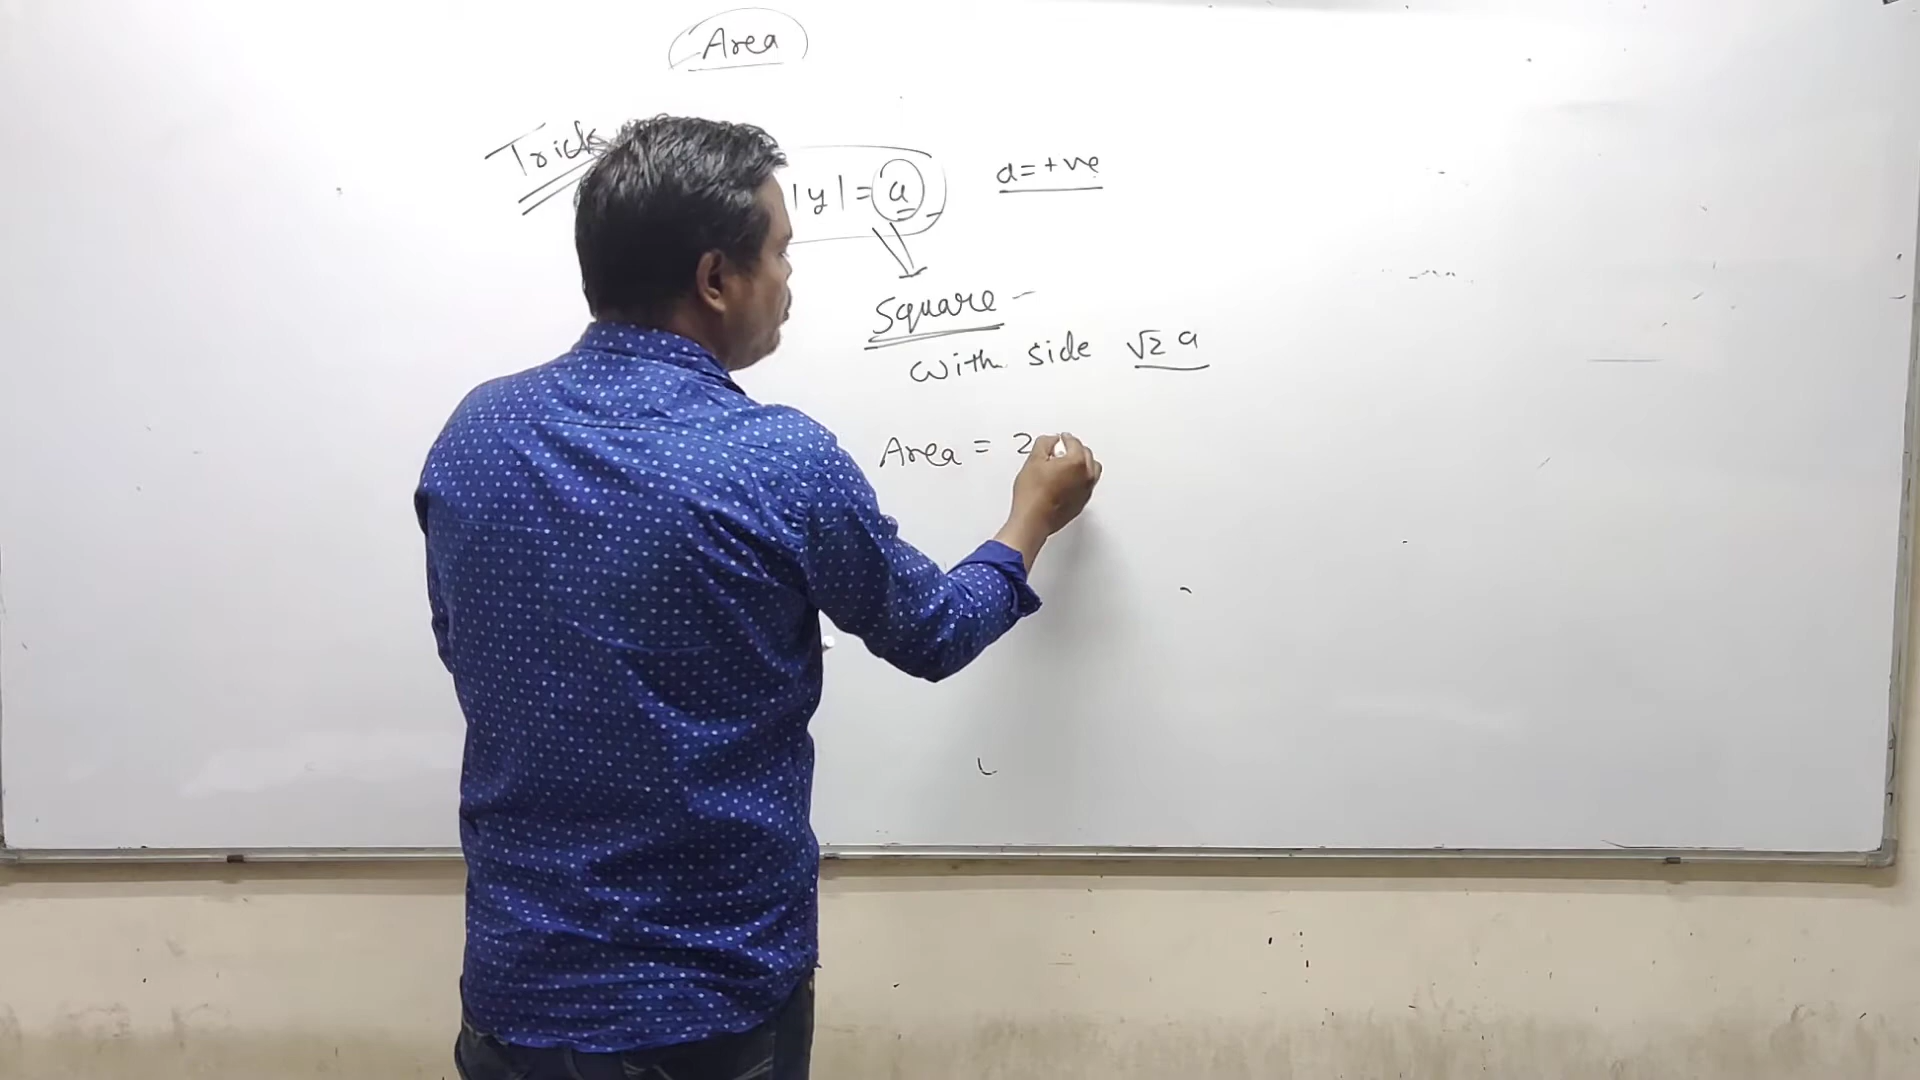 Area
Trick
|y| = a
a = +ve
Square -
with side √2 a
Area = 2